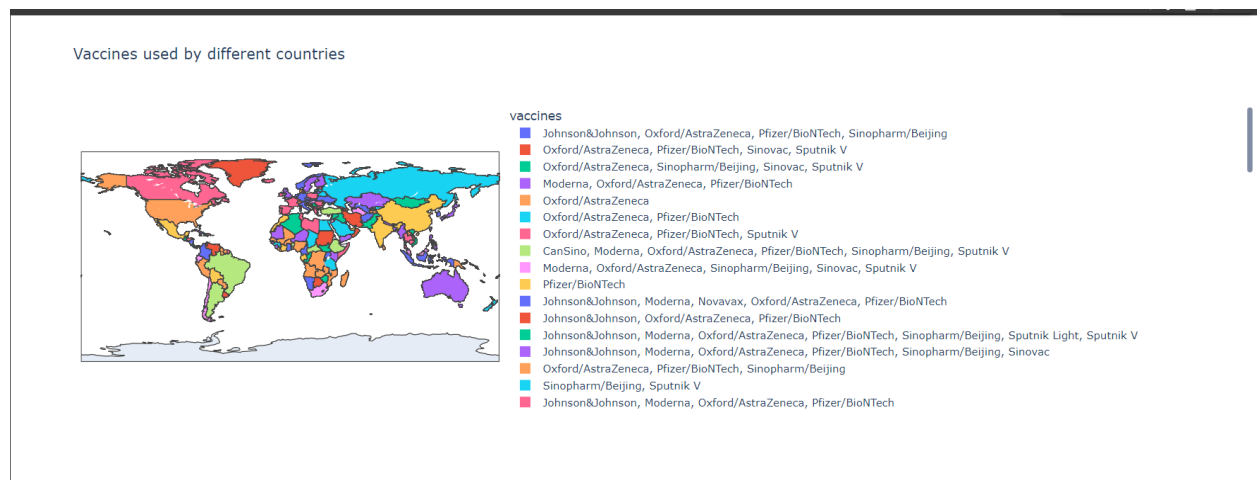 Vaccines used by different countries
vaccines
Johnson&Johnson, Oxford/AstraZeneca, Pfizer/BioNTech, Sinopharm/Beijing
Oxford/AstraZeneca, Pfizer/BioNTech, Sinovac, Sputnik V
Oxford/AstraZeneca, Sinopharm/Beijing, Sinovac, Sputnik V
Moderna, Oxford/AstraZeneca, Pfizer/BioNTech
Oxford/AstraZeneca
Oxford/AstraZeneca, Pfizer/BioNTech
Oxford/AstraZeneca, Pfizer/BioNTech, Sputnik V
CanSino, Moderna, Oxford/AstraZeneca, Pfizer/BioNTech, Sinopharm/Beijing, Sputnik V
Moderna, Oxford/AstraZeneca, Sinopharm/Beijing, Sinovac, Sputnik V
Pfizer/BioNTech
Johnson&Johnson, Moderna, Novavax, Oxford/AstraZeneca, Pfizer/BioNTech
Johnson&Johnson, Oxford/AstraZeneca, Pfizer/BioNTech
Johnson&Johnson, Moderna, Oxford/AstraZeneca, Pfizer/BioNTech, Sinopharm/Beijing, Sputnik Light, Sputnik V
Johnson&Johnson, Moderna, Oxford/AstraZeneca, Pfizer/BioNTech, Sinopharm/Beijing, Sinovac
Oxford/AstraZeneca, Pfizer/BioNTech, Sinopharm/Beijing
Sinopharm/Beijing, Sputnik V
Johnson&Johnson, Moderna, Oxford/AstraZeneca, Pfizer/BioNTech